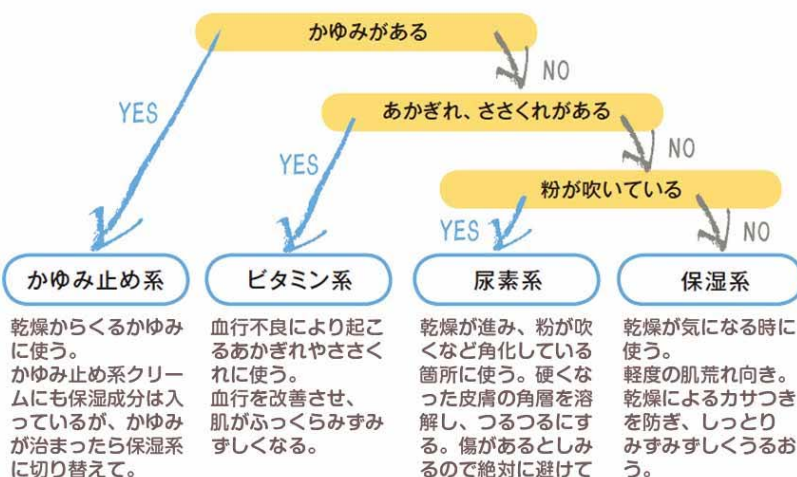 かゆみがある
YES
NO
あかぎれ、ささくれがある
YES
NO
粉が吹いている
YES
NO
かゆみ止め系
乾燥からくるかゆみ
に使う。
かゆみ止め系クリー
ムにも保湿成分は入
っているが、かゆみ
が治まったら保湿系
に切り替えて。
ビタミン系
血行不良により起こ
るあかぎれやささく
れに使う。
血行を改善させ、
肌がふっくらみずみ
ずしくなる。
尿素系
乾燥が進み、粉が吹
くなど角化している
箇所に使う。硬くな
った皮膚の角層を溶
解し、つるつるにす
る。傷があるとしみ
るので絶対に避けて
保湿系
乾燥が気になる時に
使う。
軽度の肌荒れ向き。
乾燥によるカサつき
を防ぎ、しっとり
みずみずしくうるお
う。